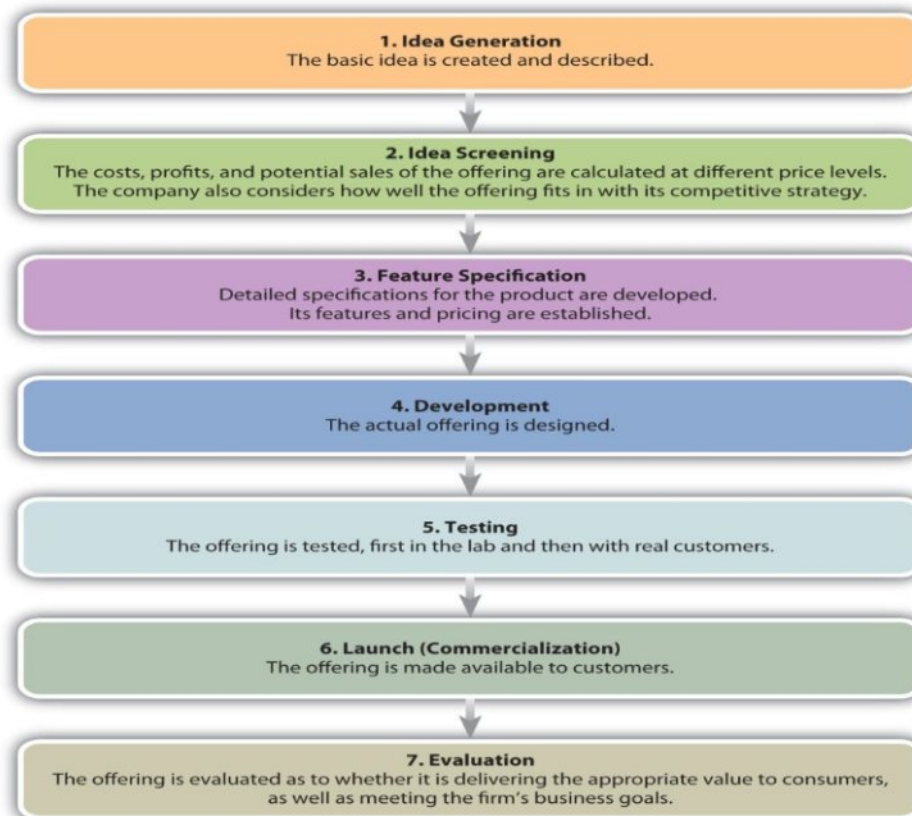 1. Idea Generation
The basic idea is created and described.
2. Idea Screening
The costs, profits, and potential sales of the offering are calculated at different price levels.
The company also considers how well the offering fits in with its competitive strategy.
3. Feature Specification
Detailed specifications for the product are developed.
Its features and pricing are established.
4. Development
The actual offering is designed.
5. Testing
The offering is tested, first in the lab and then with real customers.
6. Launch (Commercialization)
The offering is made available to customers.
7. Evaluation
The offering is evaluated as to whether it is delivering the appropriate value to consumers,
as well as meeting the firm's business goals.